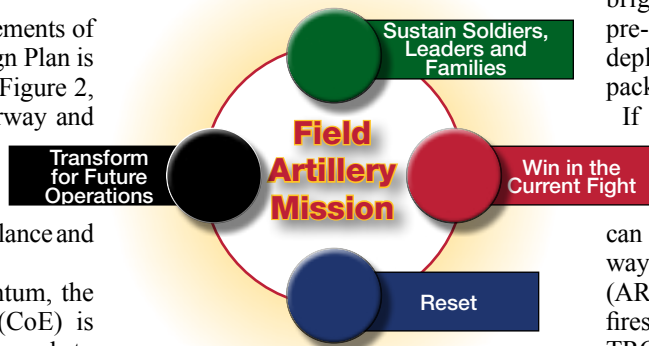 ements of
gn Plan is
Figure 2,
rway and
lance and
ntum, the
(CoE) is
Sustain Soldiers,
Leaders and
Families
Field
Artillery
Mission
Transform
for Future
Operations
Win in the
Current Fight
Reset
brig
pre-
depl
pack
If
can
way
(AR
fires